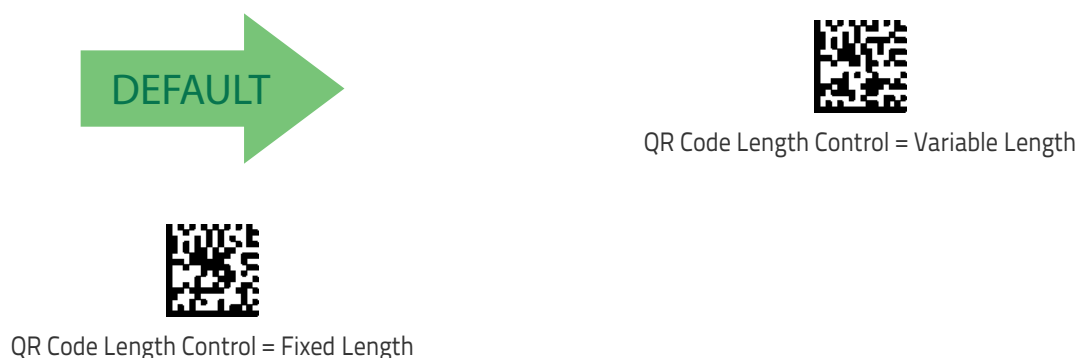 DEFAULT
QR Code Length Control = Variable Length
QR Code Length Control = Fixed Length